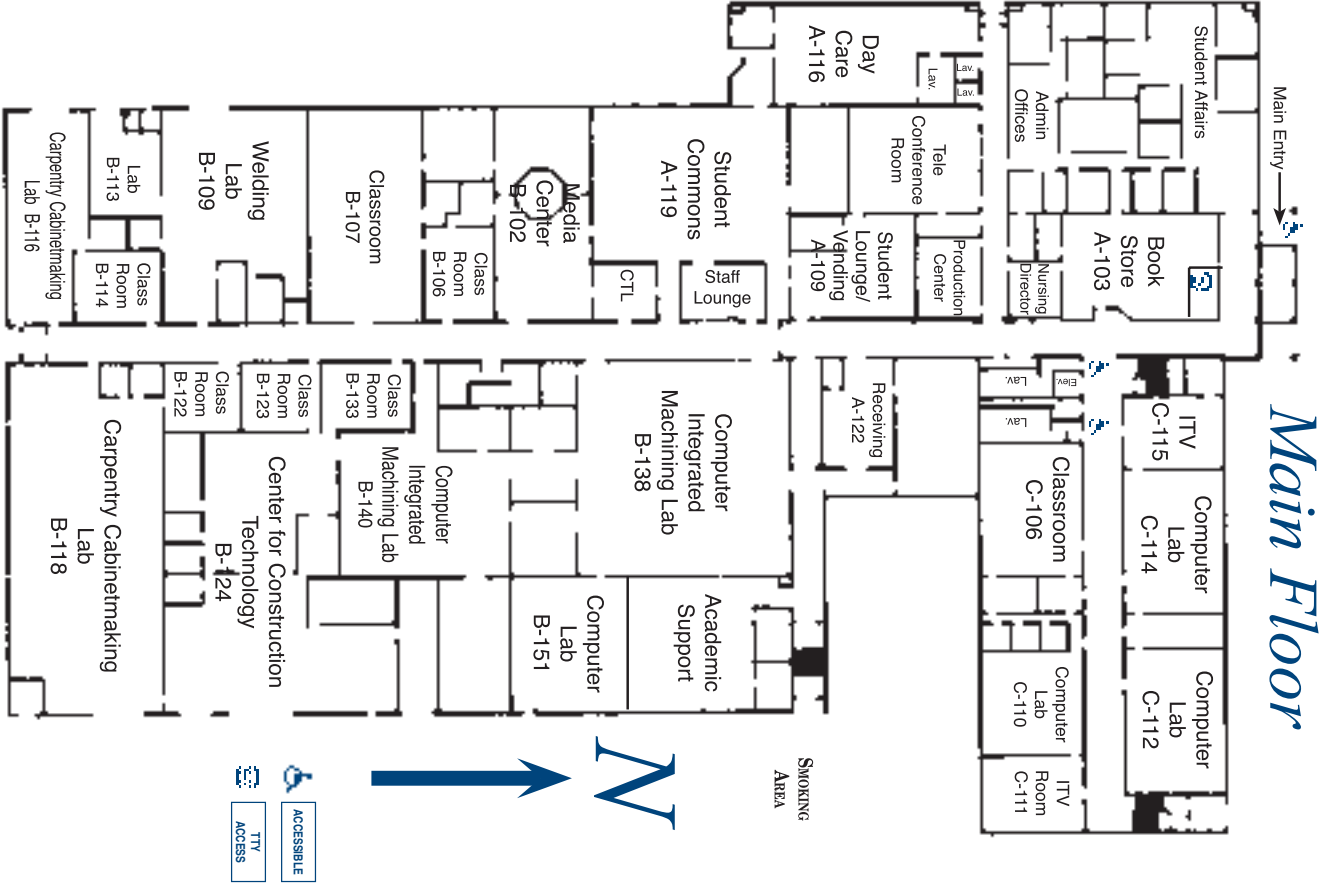 Main Floor
Main Entry
Student Affairs
Admin
Offices
Book
Store
A-103
Nursing
Director
Day
Care
A-116
Lav.
Lav.
Lav.
Tele
Conference
Room
Production
Center
Student
Lounge/
Vending
A-109
Student
Commons
A-119
Staff
Lounge
CTL
Media
Center
B-102
Class
Room
B-106
Classroom
B-107
Welding
Lab
B-109
Lab
B-113
Class
Room
B-114
Carpentry Cabinetmaking
Lab B-116
ITV
C-115
Computer
Lab
C-114
Computer
Lab
C-112
Elev.
Lav.
Lav.
Classroom
C-106
Computer
Lab
C-110
ITV
Room
C-111
Receiving
A-122
Computer
Integrated
Machining Lab
B-138
Academic
Support
Computer
Lab
B-151
Computer
Integrated
Machining Lab
B-140
Class
Room
B-133
Class
Room
B-123
Class
Room
B-122
Center for Construction
Technology
B-124
Carpentry Cabinetmaking
Lab
B-118
Smoking
Area
N
ACCESSIBLE
TTY
ACCESS